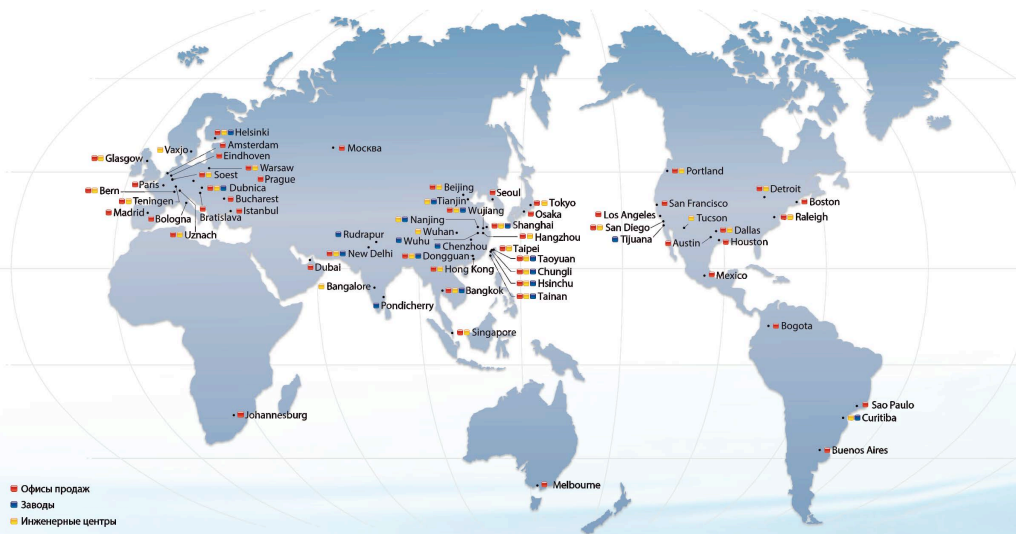 Helsinki
Amsterdam
Eindhoven
Vaxjo
Glasgow
Warsaw
Soest
Prague
Paris
Dubnica
Bern
Bucharest
Teningen
Istanbul
Madrid
Bologna
Bratislava
Uznach
Москва
Beijing
Seoul
Tianjin
Tokyo
Wujiang
Osaka
Nanjing
Shanghai
Wuhan
Hangzhou
Rudrapur
Wuhu
Chenzhou
Taipei
New Delhi
Dongguan
Taoyuan
Dubai
Hong Kong
Chungli
Hsinchu
Bangalore
Bangkok
Tainan
Pondicherry
Singapore
Johannesburg
Melbourne
Portland
Detroit
San Francisco
Boston
Los Angeles
Tucson
Raleigh
San Diego
Dallas
Tijuana
Austin
Houston
Mexico
Bogota
Sao Paulo
Curitiba
Buenos Aires
Офисы продаж
Заводы
Инженерные центры